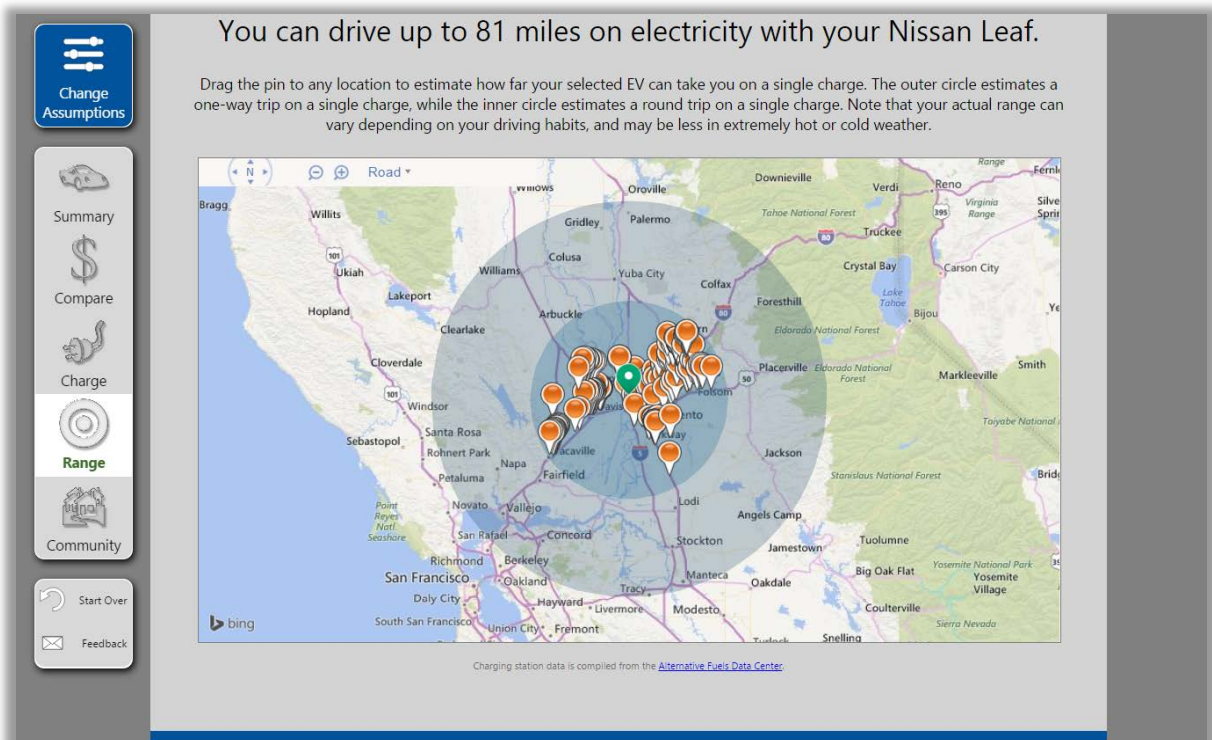 You can drive up to 81 miles on electricity with your Nissan Leaf.
Drag the pin to any location to estimate how far your selected EV can take you on a single charge. The outer circle estimates a
one-way trip on a single charge, while the inner circle estimates a round trip on a single charge. Note that your actual range can
vary depending on your driving habits, and may be less in extremely hot or cold weather.
Change
Assumptions
Summary
Compare
Charge
Range
Community
Start Over
Feedback
N
Road
Bragg
Willits
Willows
Oroville
Downieville
Range
Verdi
Reno
Virginia
Range
Gridley
Palermo
Tahoe National Forest
395
80
Truckee
101
Ukiah
Colusa
Williams
Yuba City
Colfax
Crystal Bay
Carson City
Lakeport
Hopland
Arbuckle
80
Foresthill
Lake
Tahoe
Bijou
Clearlake
Eldorado National Forest
Cloverdale
Placerville
Eldorado National
Forest
Markleeville
Smith
50
101
Windsor
Folsom
Santa Rosa
Sebastopol
Rohnert Park
Vacaville
5
Jackson
Napa
Fairfield
Stanislaus National Forest
Petaluma
Point
Reyes
Natl
Seashore
Novato
Vallejo
Lodi
Angels Camp
San Rafael
Concord
Stockton
Jamestown
Tuolumne
Richmond
Berkeley
San Francisco
Oakland
Manteca
Oakdale
Big Oak Flat
Yosemite National Park
Yosemite
Village
Daly City
Tracy
Hayward
Livermore
Modesto
Coulterville
South San Francisco
Union City
Fremont
Snelling
Sierra Nevada
bing
Charging station data is compiled from the Alternative Fuels Data Center.